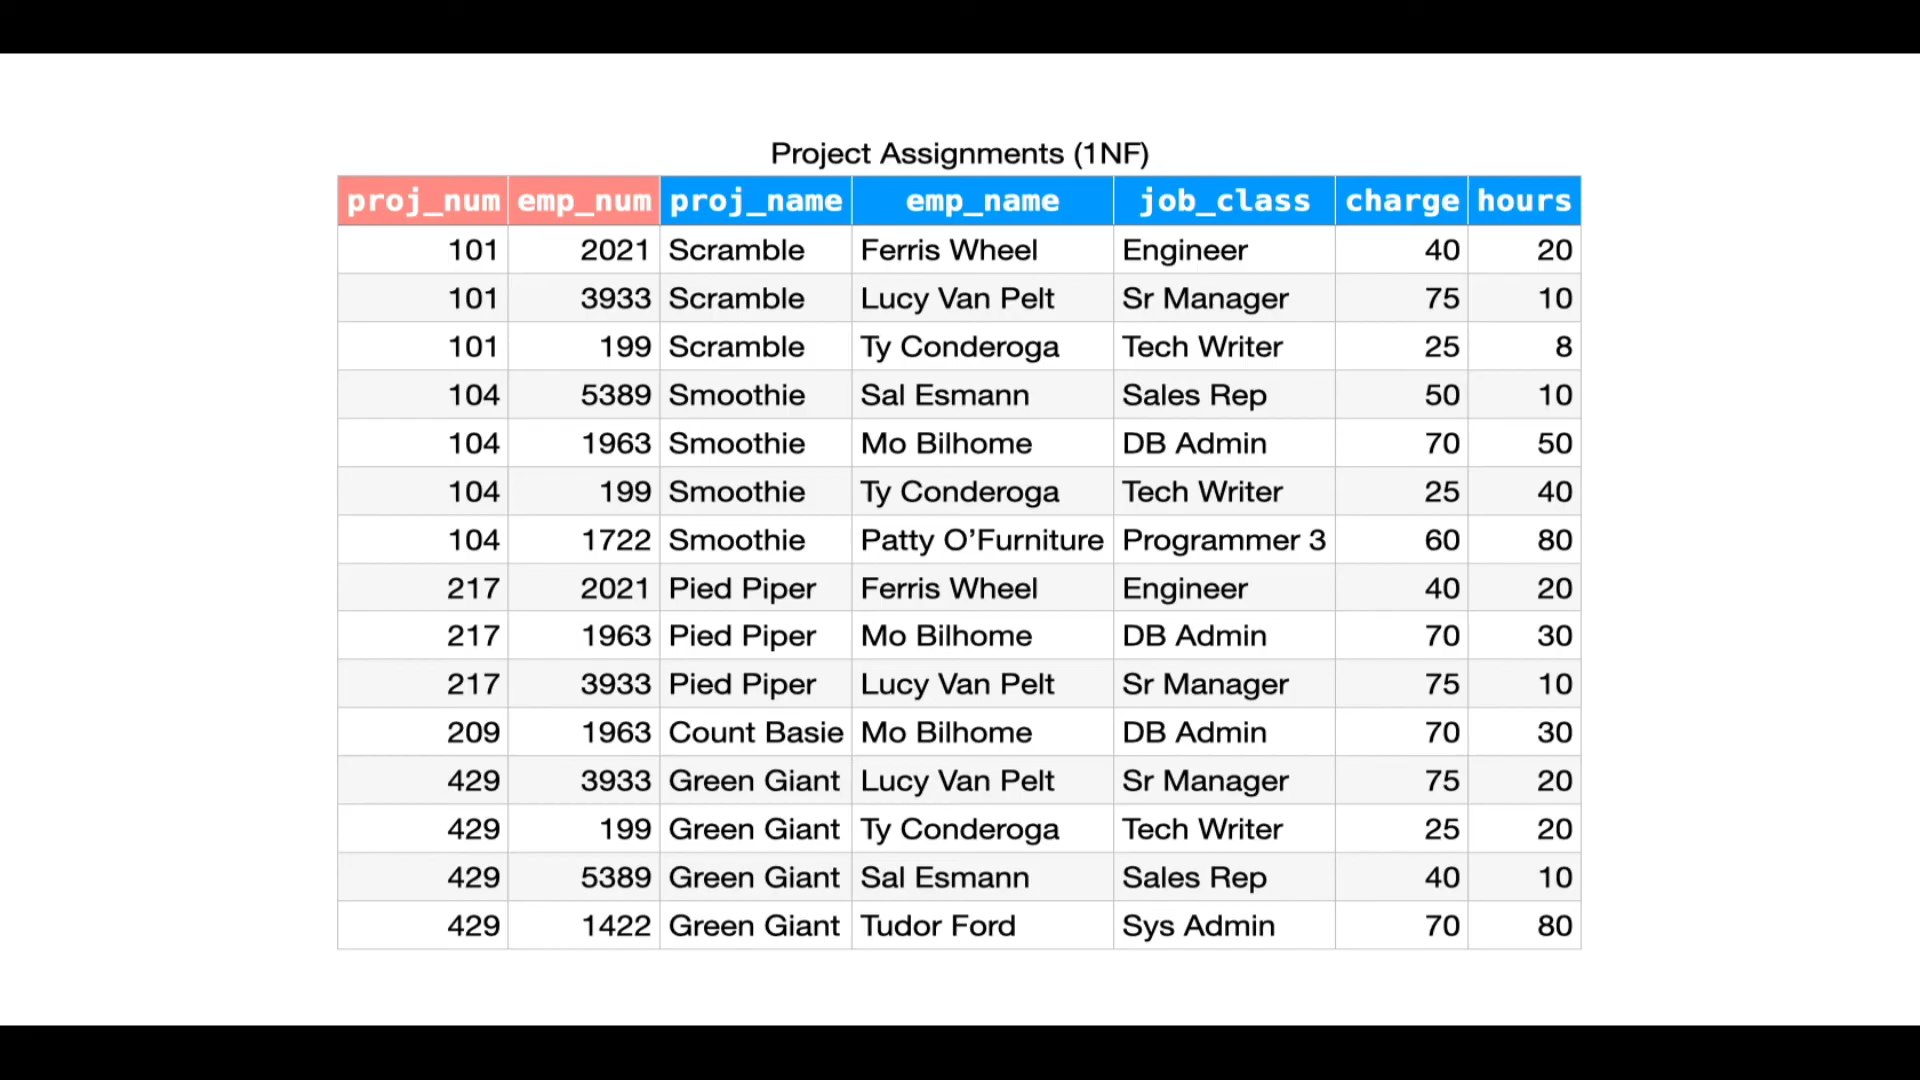 Project Assignments (1NF)
proj_num emp_num proj_name emp_name job_class charge hours
101 2021 Scramble Ferris Wheel Engineer 40 20
101 3933 Scramble Lucy Van Pelt Sr Manager 75 10
101 199 Scramble Ty Conderoga Tech Writer 25 8
104 5389 Smoothie Sal Esmann Sales Rep 50 10
104 1963 Smoothie Mo Bilhome DB Admin 70 50
104 199 Smoothie Ty Conderoga Tech Writer 25 40
104 1722 Smoothie Patty O’Furniture Programmer 3 60 80
217 2021 Pied Piper Ferris Wheel Engineer 40 20
217 1963 Pied Piper Mo Bilhome DB Admin 70 30
217 3933 Pied Piper Lucy Van Pelt Sr Manager 75 10
209 1963 Count Basie Mo Bilhome DB Admin 70 30
429 3933 Green Giant Lucy Van Pelt Sr Manager 75 20
429 199 Green Giant Ty Conderoga Tech Writer 25 20
429 5389 Green Giant Sal Esmann Sales Rep 40 10
429 1422 Green Giant Tudor Ford Sys Admin 70 80